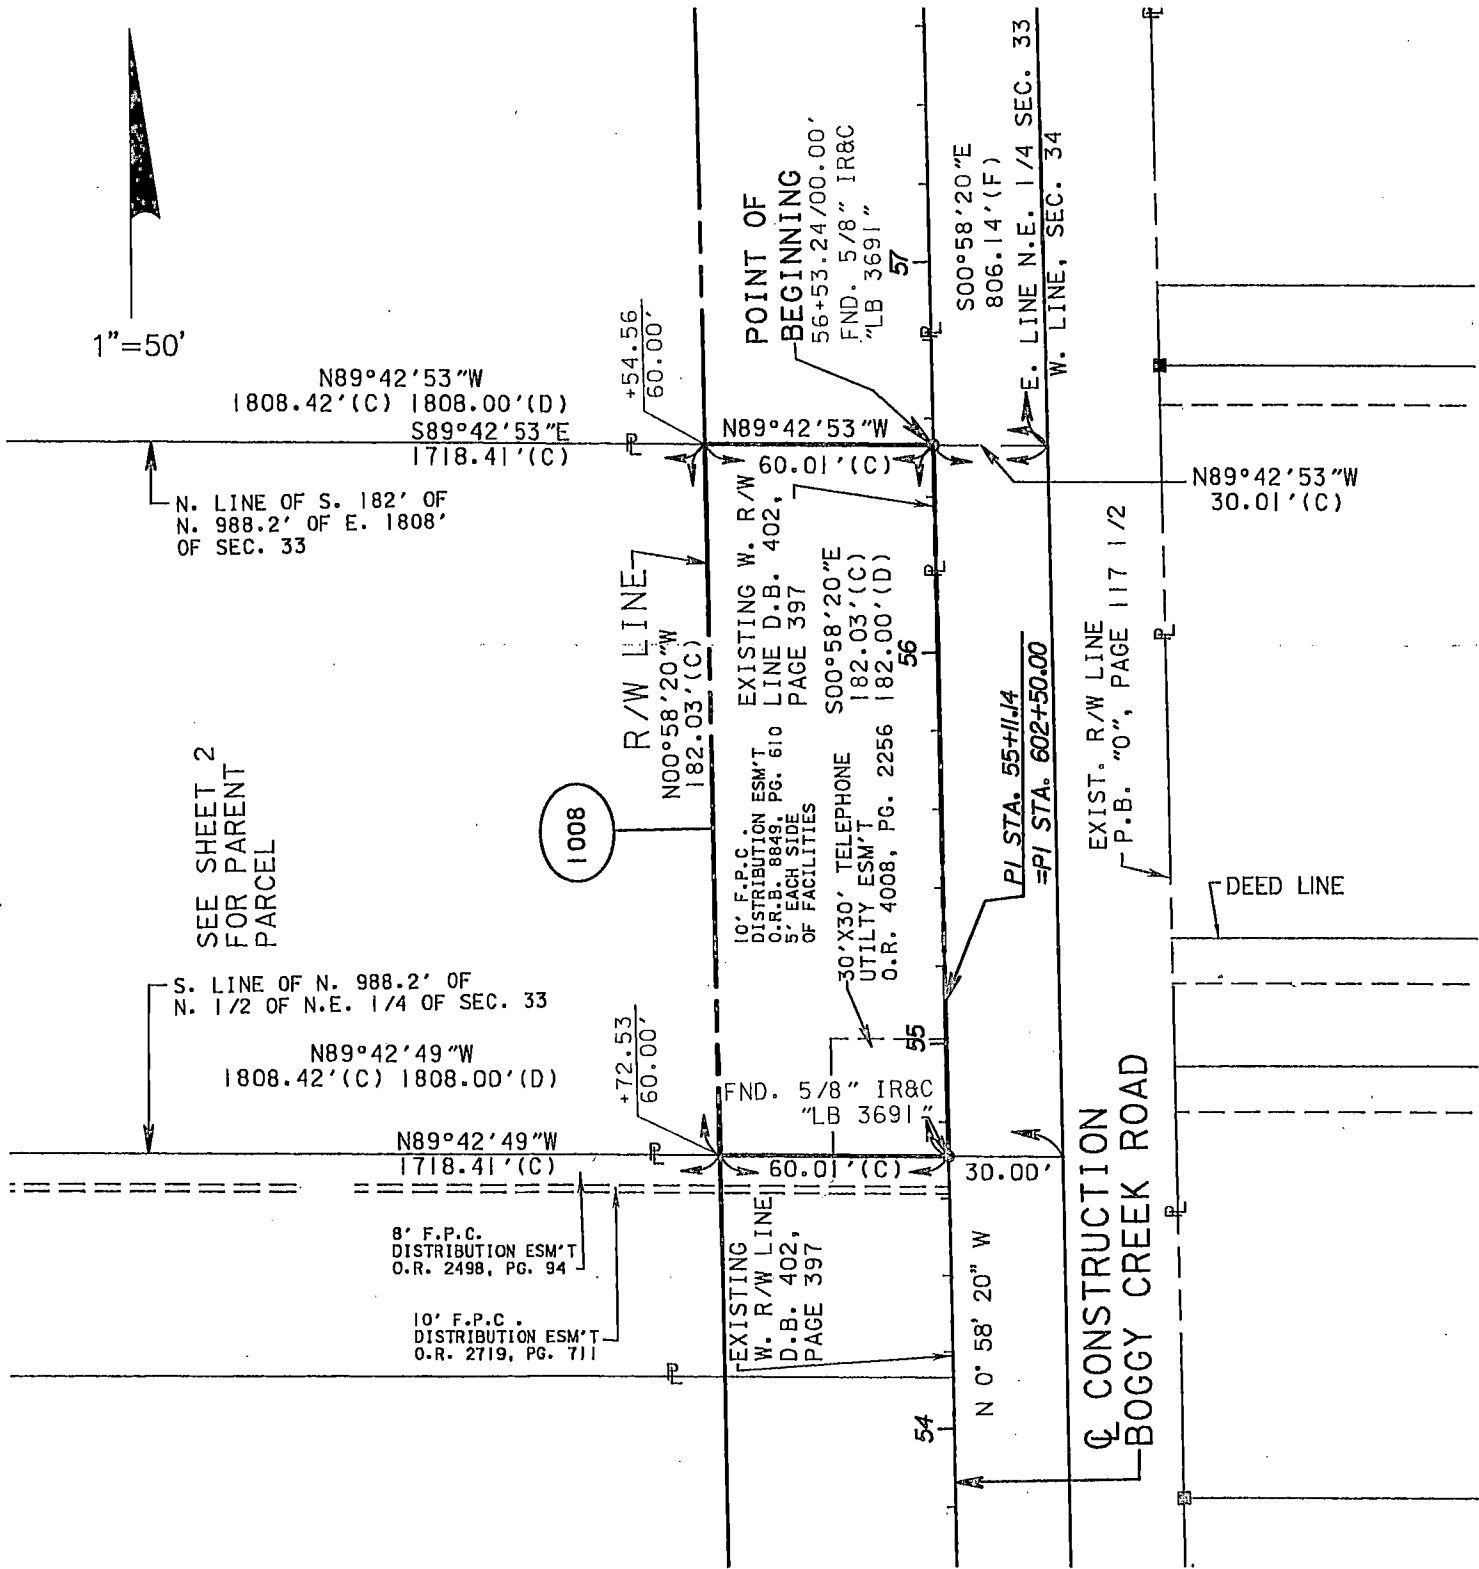 1"=50'
N89°42'53"W
1808.42'(C) 1808.00'(D)
S89°42'53"E
1718.41'(C)
N. LINE OF S. 182' OF
N. 988.2' OF E. 1808'
OF SEC. 33
+54.56
60.00'
N89°42'53"W
60.01'(C)
POINT OF
BEGINNING
56+53.24/00.00'
FND. 5/8" IR&C
"LB 3691"
57
S00°58'20"E
806.14'(F)
E. LINE N.E. 1/4 SEC. 33
W. LINE, SEC. 34
N89°42'53"W
30.01'(C)
R/W LINE
N00°58'20"W
182.03'(C)
EXISTING W. R/W
LINE D.B. 402,
PAGE 397
S00°58'20"E
182.03'(C)
182.00'(D)
56
SEE SHEET 2
FOR PARENT
PARCEL
1008
10' F.P.C.
DISTRIBUTION ESM'T
O.R.B. 8849, PG. 610
5' EACH SIDE
OF FACILITIES
30'X30' TELEPHONE
UTILTY ESM'T
O.R. 4008, PG. 2256
PI STA. 55+11.14
=PI STA. 602+50.00
EXIST. R/W LINE
P.B. "O", PAGE 117 1/2
DEED LINE
S. LINE OF N. 988.2' OF
N. 1/2 OF N.E. 1/4 OF SEC. 33
N89°42'49"W
1808.42'(C) 1808.00'(D)
+72.53
60.00'
55
FND. 5/8" IR&C
"LB 3691"
N89°42'49"W
1718.41'(C)
60.01'(C)
30.00'
8' F.P.C.
DISTRIBUTION ESM'T
O.R. 2498, PG. 94
10' F.P.C.
DISTRIBUTION ESM'T
O.R. 2719, PG. 711
EXISTING
W. R/W LINE
D.B. 402,
PAGE 397
54
N 0° 58' 20" W
℄ CONSTRUCTION
BOGGY CREEK ROAD